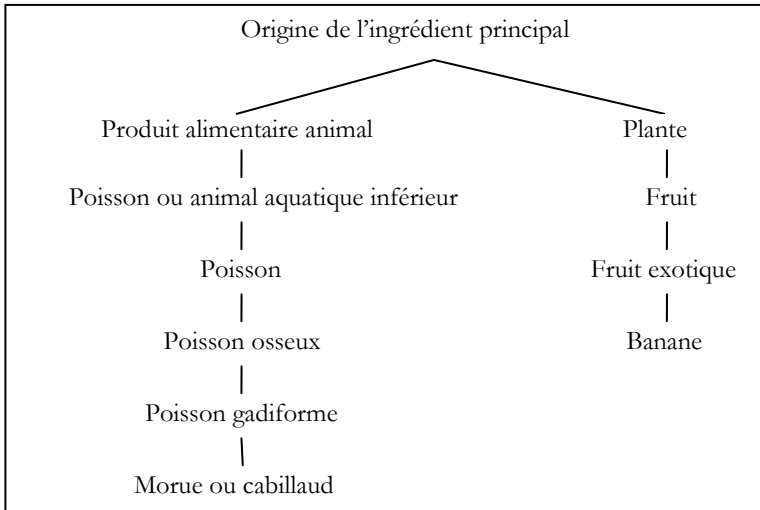 Origine de l’ingrédient principal
Produit alimentaire animal
Plante
Poisson ou animal aquatique inférieur
Fruit
Poisson
Fruit exotique
Poisson osseux
Banane
Poisson gadiforme
Morue ou cabillaud